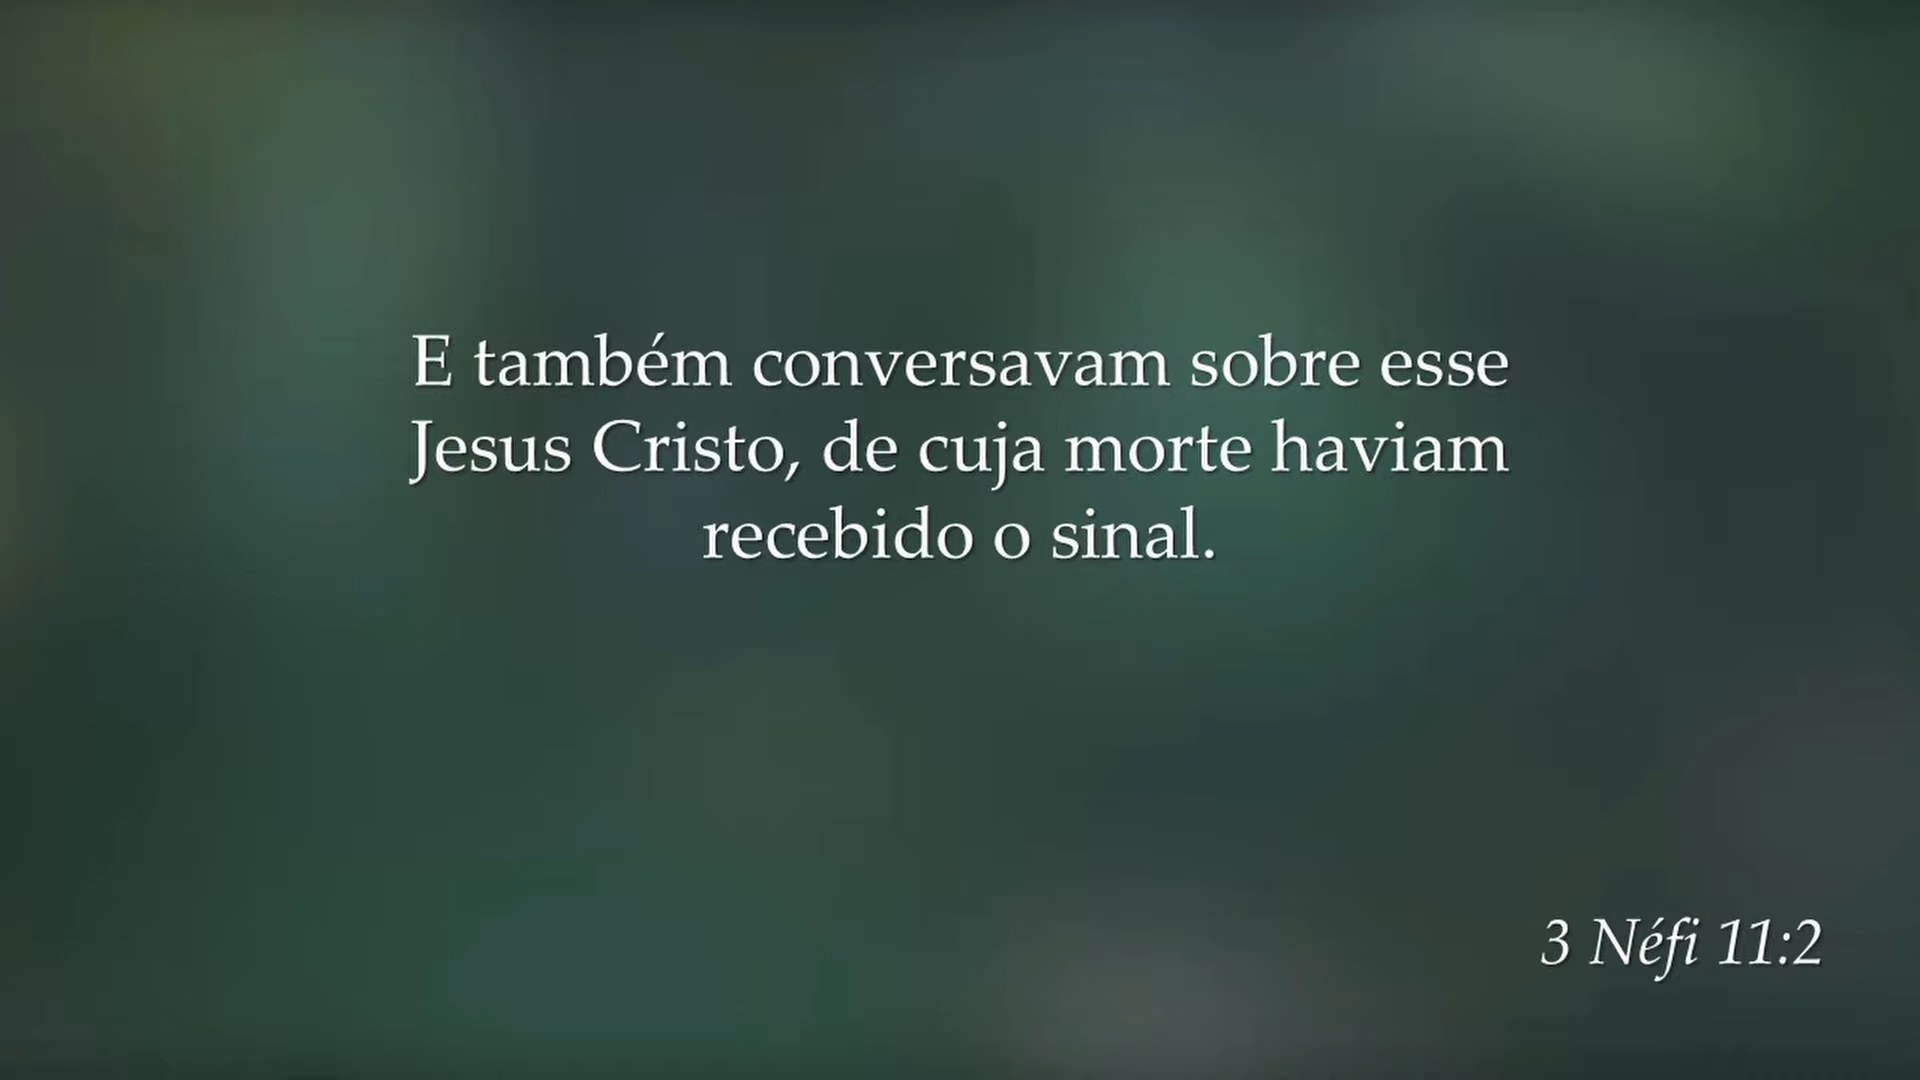 E também conversavam sobre esse
Jesus Cristo, de cuja morte haviam
recebido o sinal.
3 Néfi 11:2